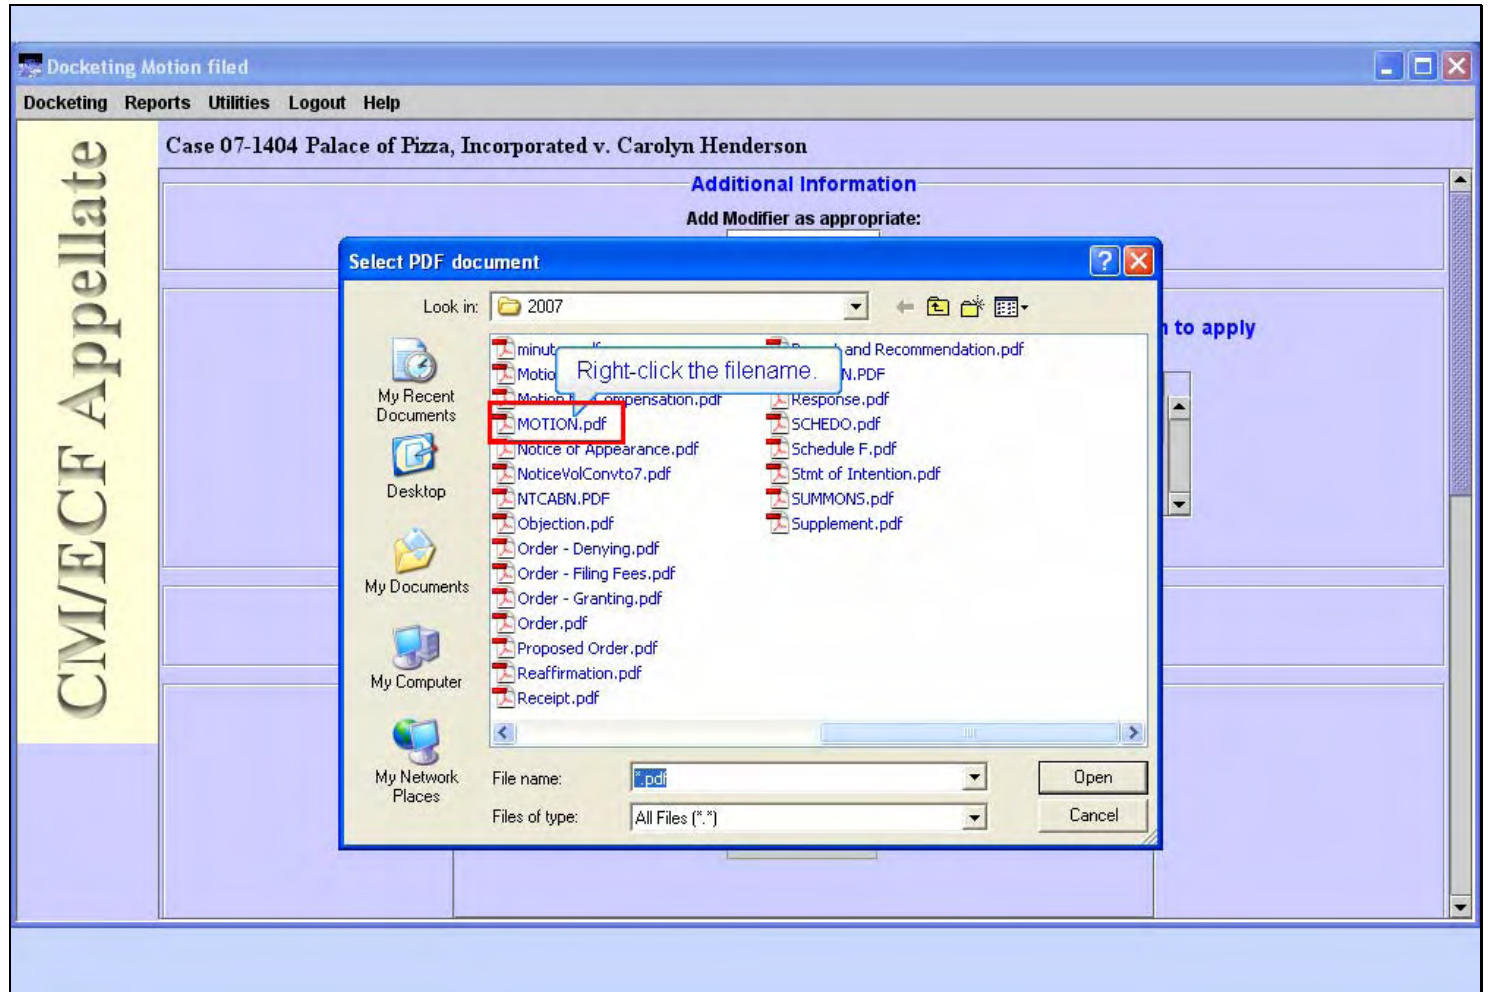 Docketing Motion filed
Docketing Reports Utilities Logout Help
CM/ECF Appellate
Case 07-1404 Palace of Pizza, Incorporated v. Carolyn Henderson
Additional Information
Add Modifier as appropriate:
to apply
Select PDF document
Look in: 2007
My Recent
Documents
Desktop
My Documents
My Computer
My Network
Places
Right-click the filename.
MOTION.pdf
Notice of Appearance.pdf
NoticeVolConvto7.pdf
NTCABN.PDF
Objection.pdf
Order - Denying.pdf
Order - Filing Fees.pdf
Order - Granting.pdf
Order.pdf
Proposed Order.pdf
Reaffirmation.pdf
Receipt.pdf
and Recommendation.pdf
N.PDF
Response.pdf
SCHEDO.pdf
Schedule F.pdf
Stmt of Intention.pdf
SUMMONS.pdf
Supplement.pdf
File name: *.pdf
Open
Files of type: All Files (*.*)
Cancel